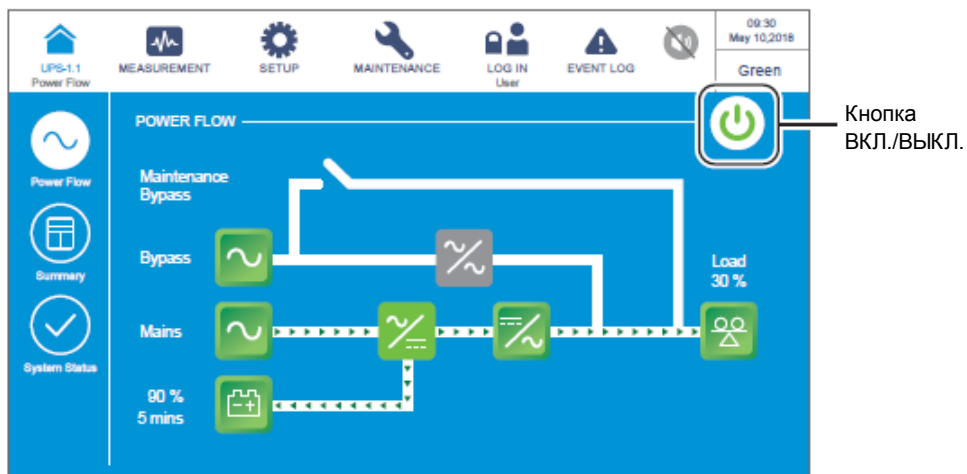 09:30
May 10,2018
UPS-1.1
Power Flow
MEASUREMENT
SETUP
MAINTENANCE
LOG IN
User
EVENT LOG
Green
POWER FLOW
Кнопка
ВКЛ./ВЫКЛ.
Power Flow
Maintenance
Bypass
Summary
Bypass
Load
30 %
Mains
System Status
90 %
5 mins